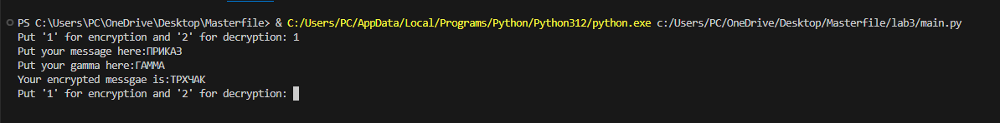 PS C:\Users\PC\OneDrive\Desktop\Masterfile> & C:/Users/PC/AppData/Local/Programs/Python/Python312/python.exe c:/Users/PC/OneDrive/Desktop/Masterfile/lab3/main.py
Put '1' for encryption and '2' for decryption: 1
Put your message here:ПРИКАЗ
Put your gamma here:ГАММА
Your encrypted messgae is:ТРХЧАК
Put '1' for encryption and '2' for decryption: